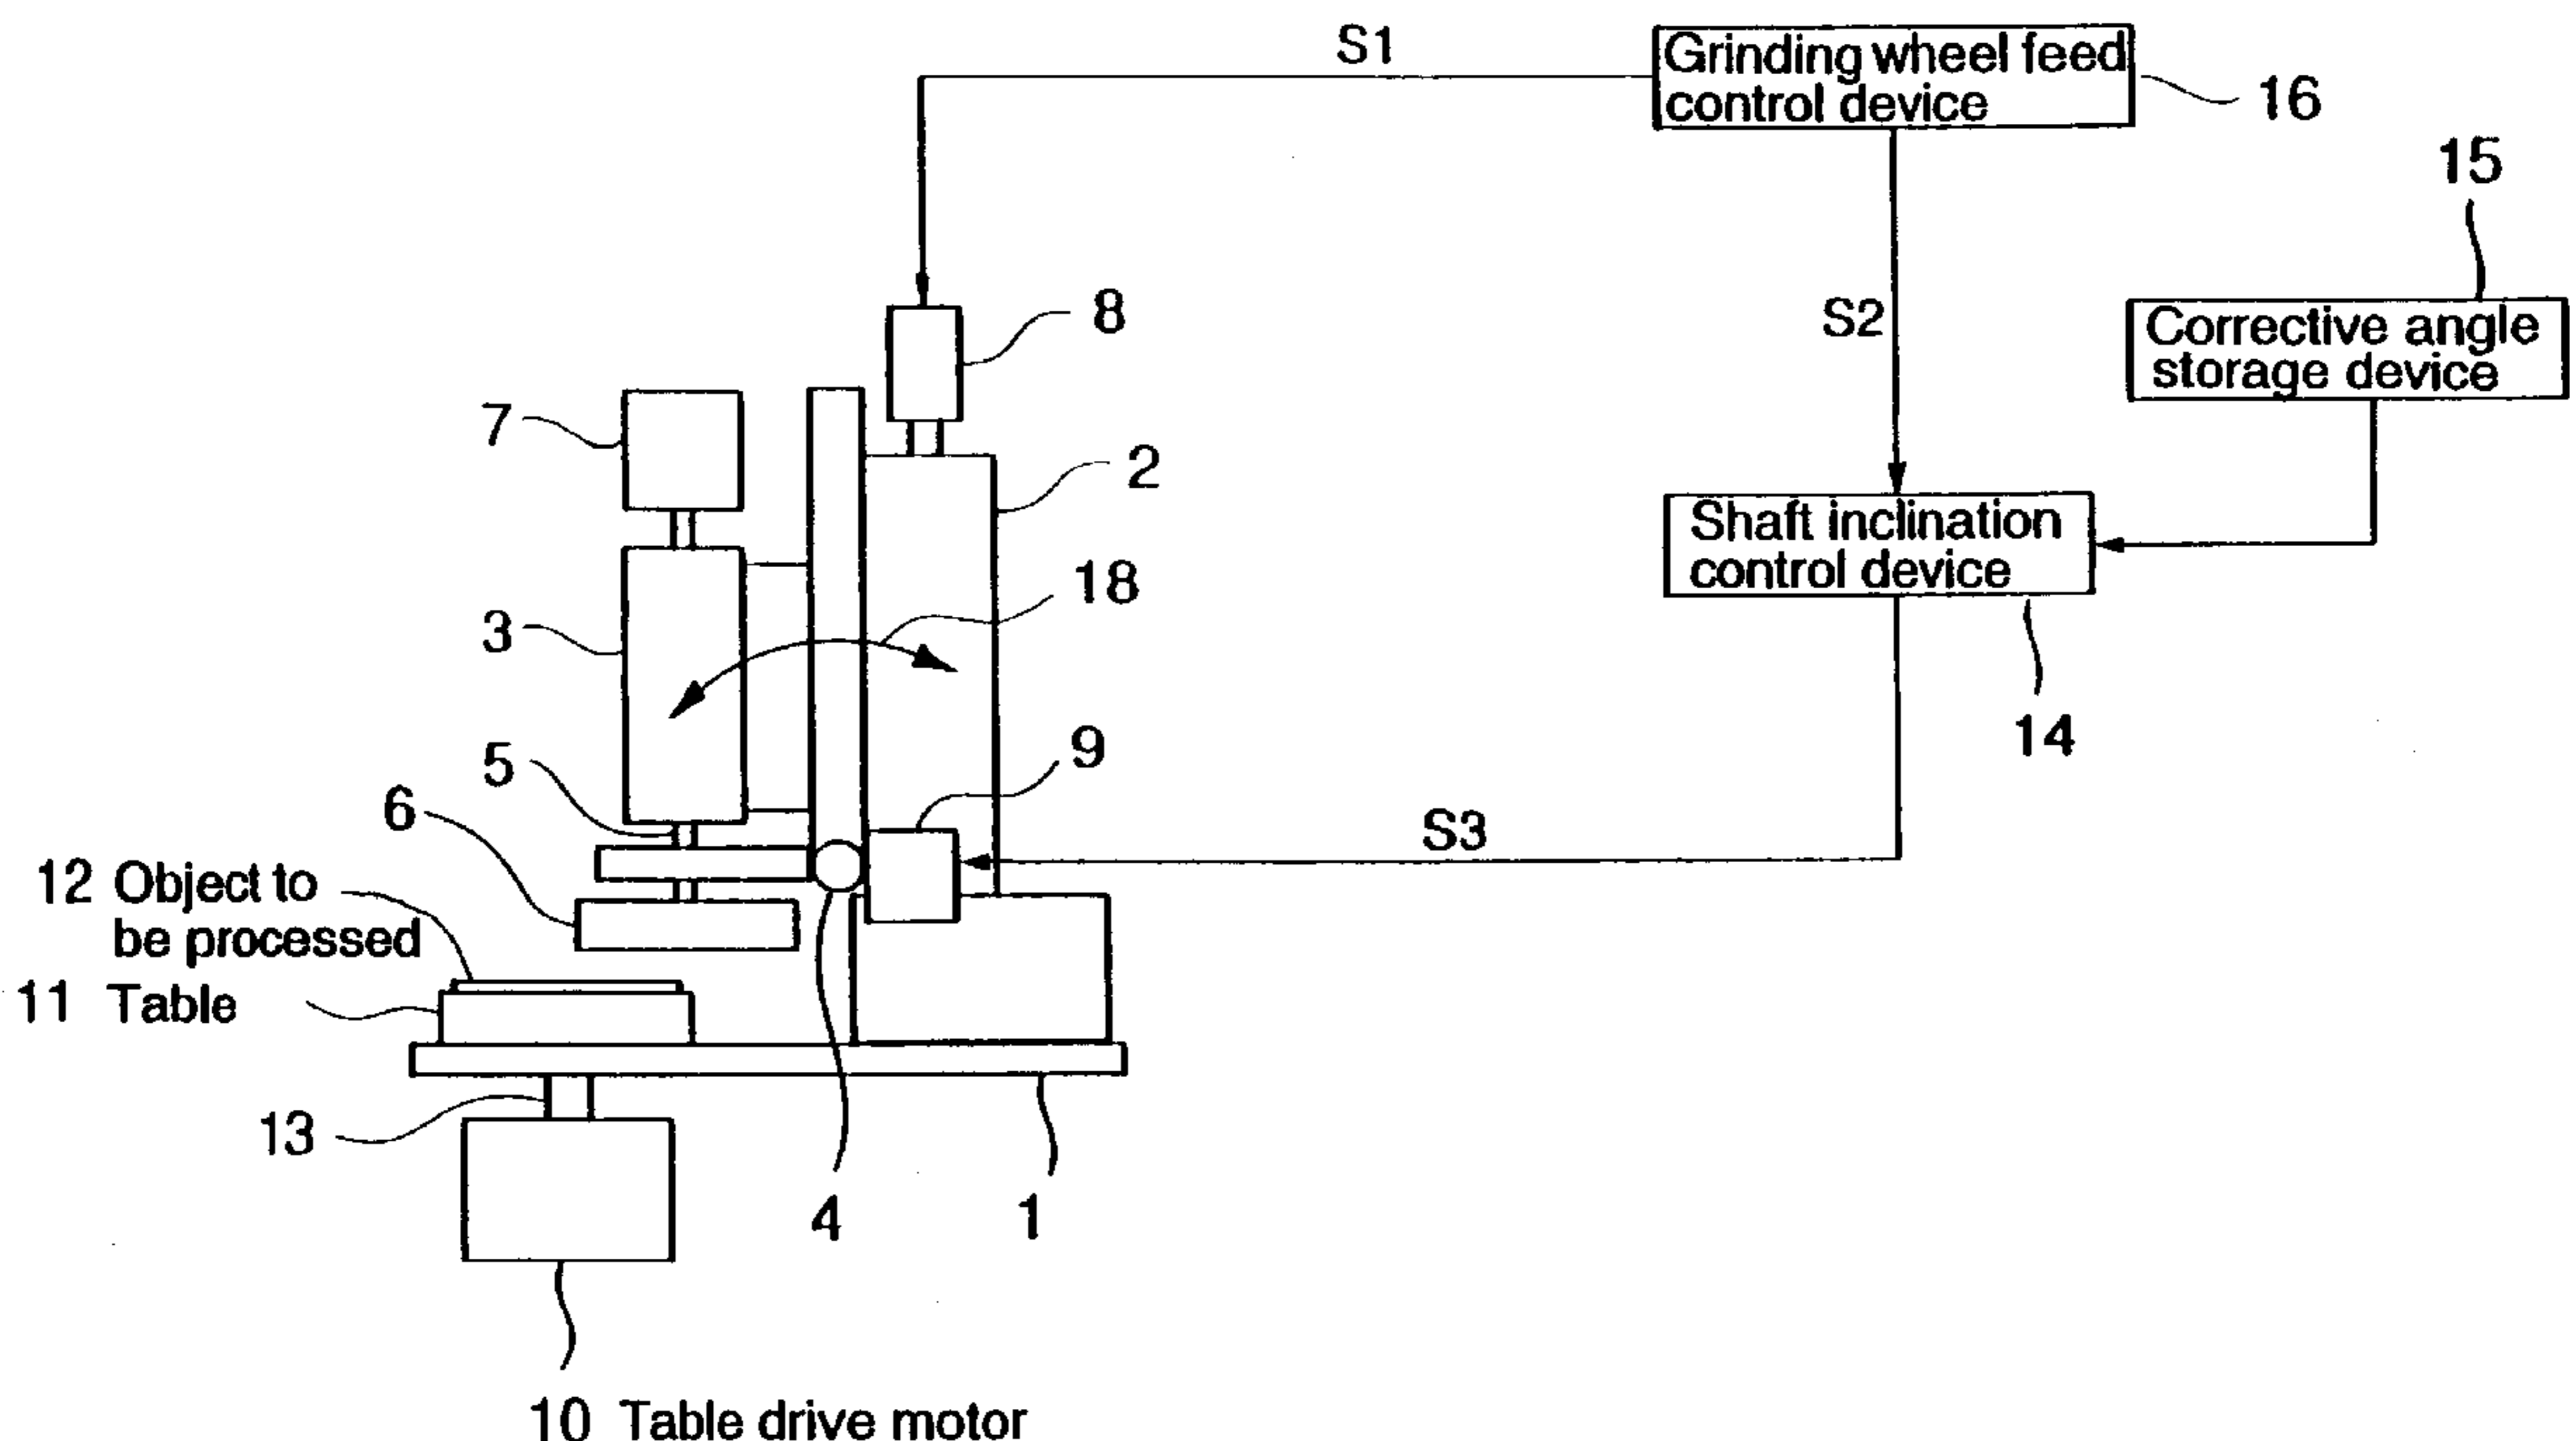 S1
Grinding wheel feed
control device
16
15
8
S2
Corrective angle
storage device
7
2
Shaft inclination
control device
18
3
14
9
5
6
S3
12 Object to
be processed
11 Table
13
4
1
10 Table drive motor